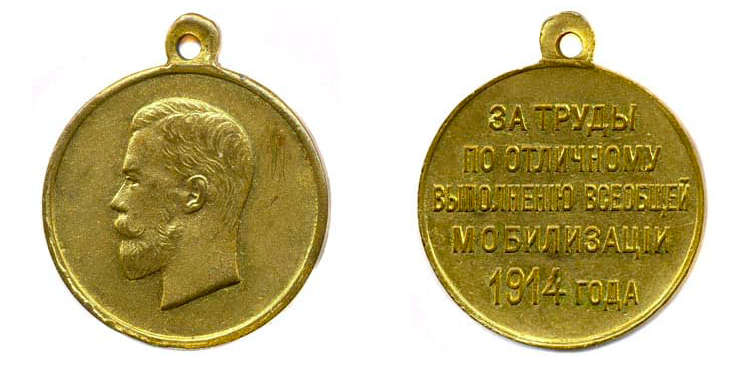 ЗА ТРУДЫ
ПО ОТЛИЧНОМУ
ВЫПОЛНЕНІЮ ВСЕОБЩЕЙ
МОБИЛИЗАЦІИ
1914 ГОДА